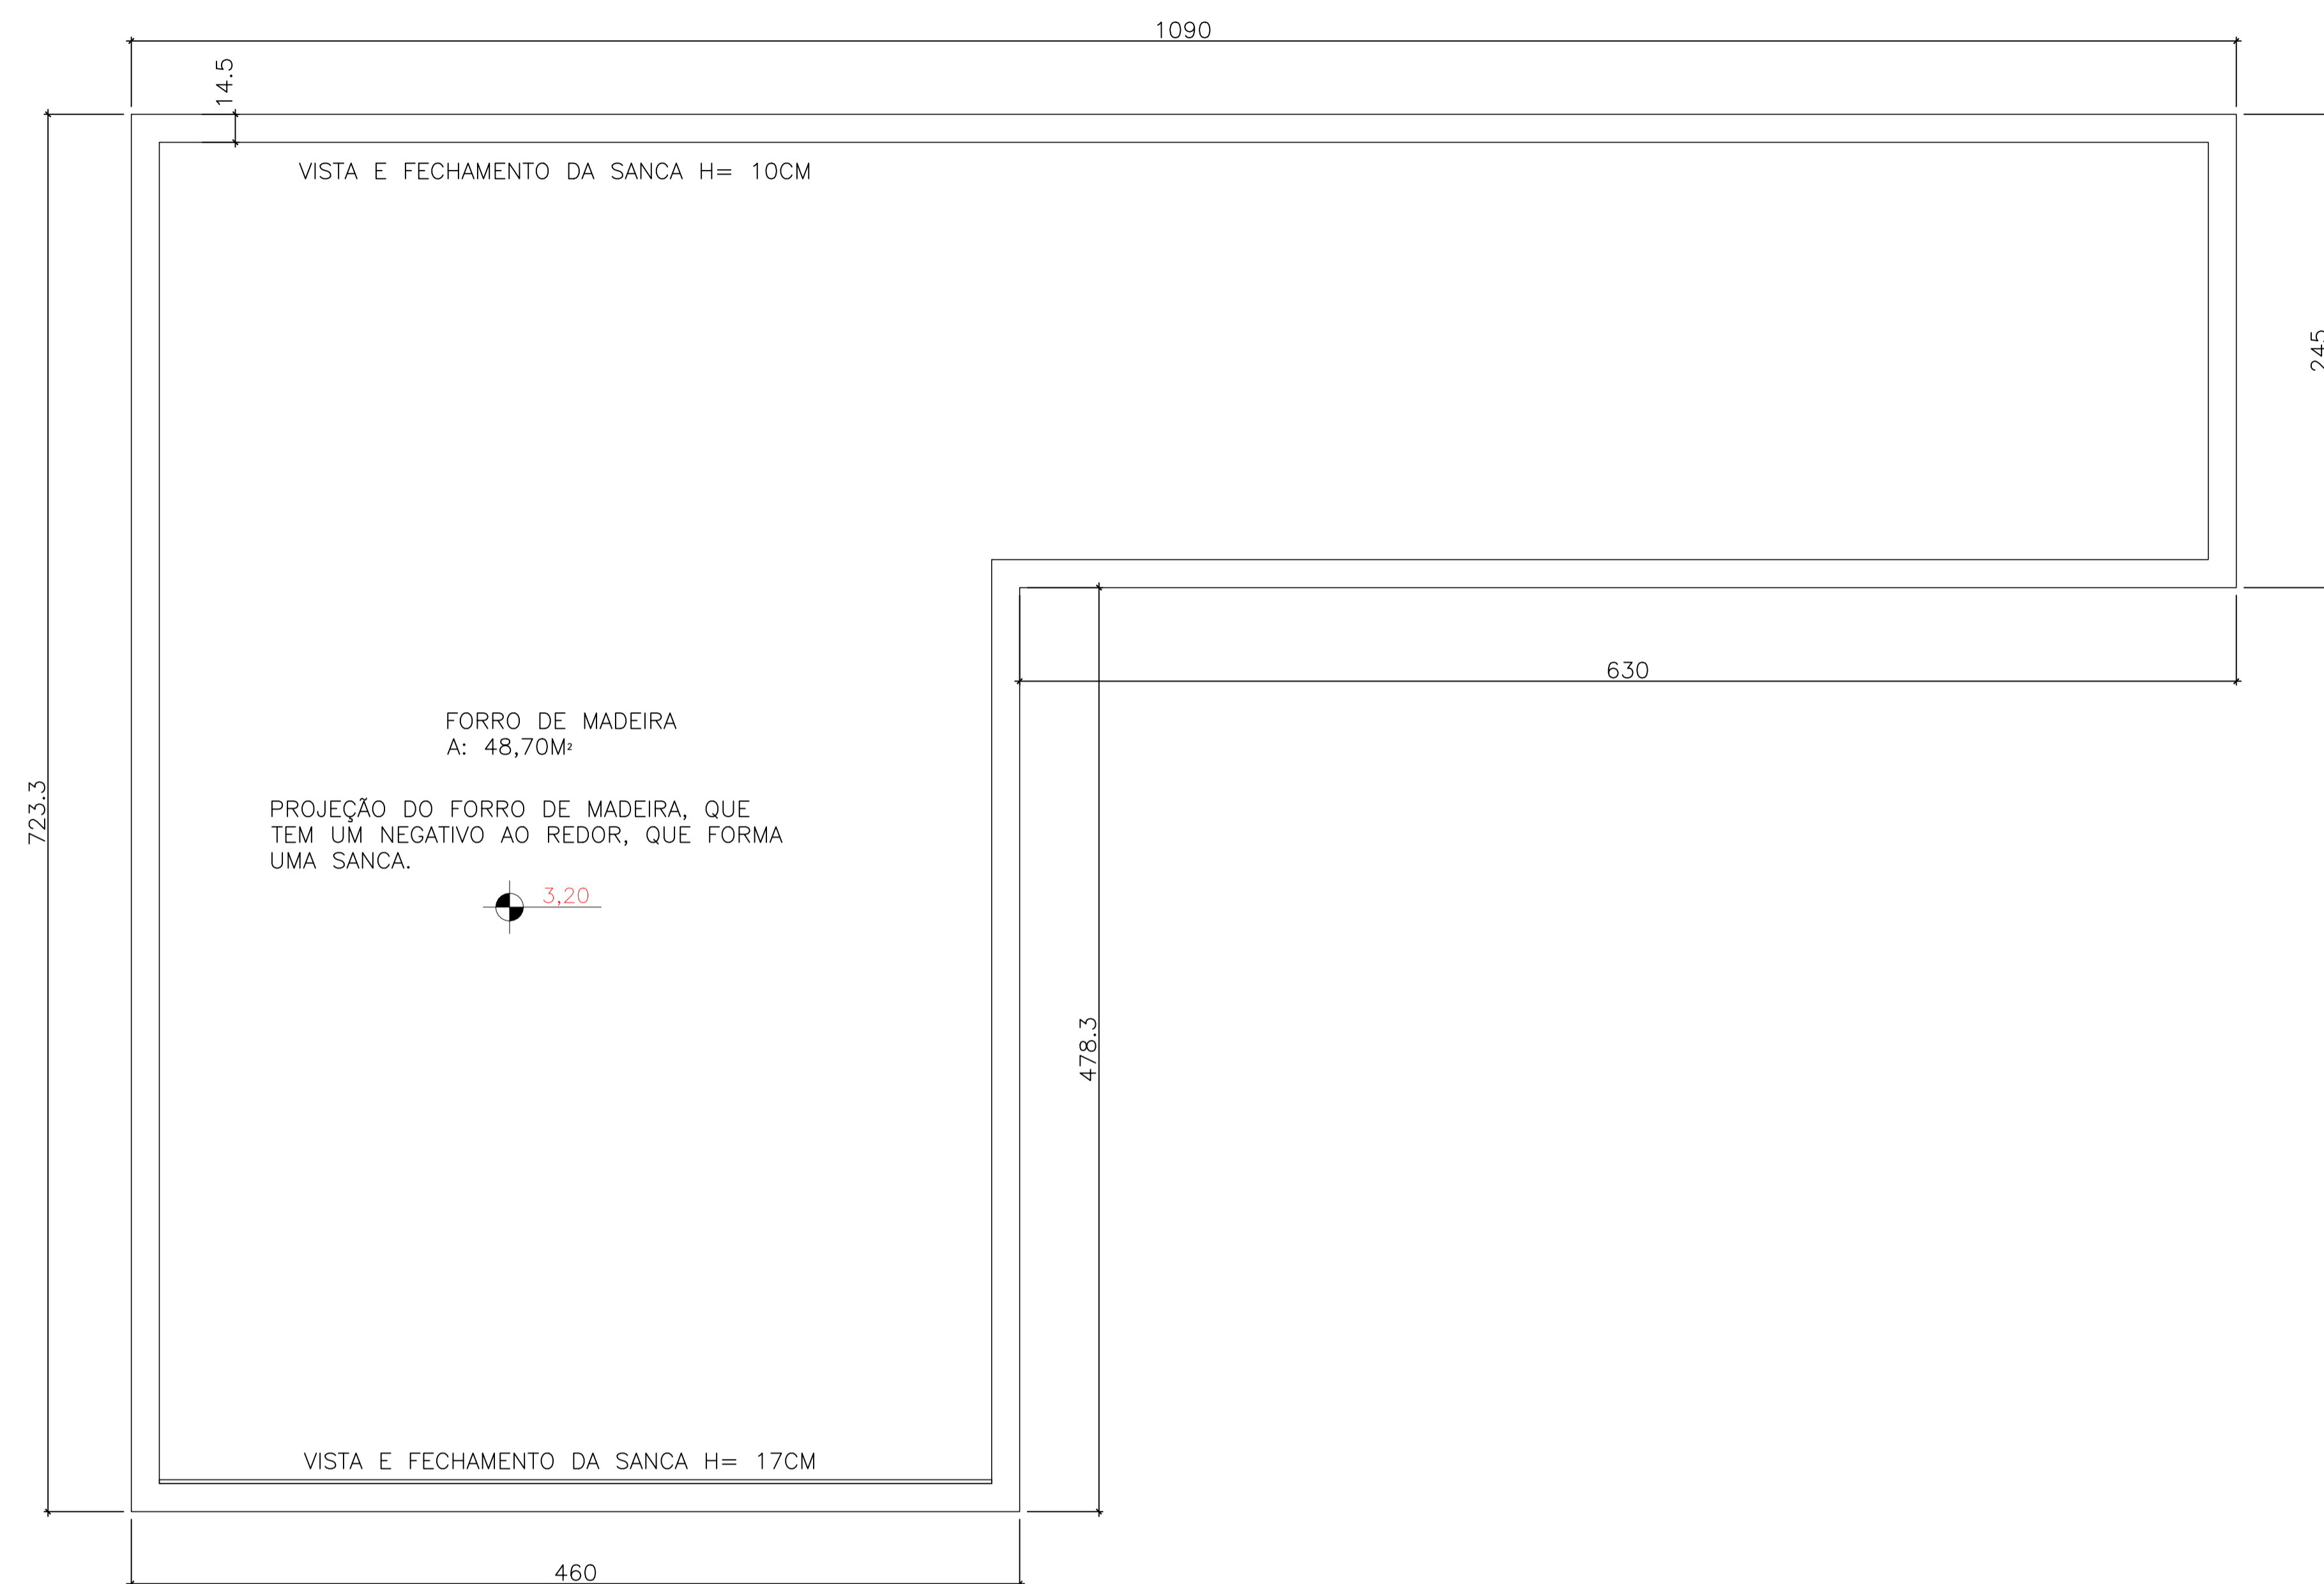 1090
14.5
VISTA E FECHAMENTO DA SANCA H= 10CM
245
630
FORRO DE MADEIRA
A: 48,70M²
723.3
PROJEÇÃO DO FORRO DE MADEIRA, QUE
TEM UM NEGATIVO AO REDOR, QUE FORMA
UMA SANCA.
3,20
478.3
VISTA E FECHAMENTO DA SANCA H= 17CM
460